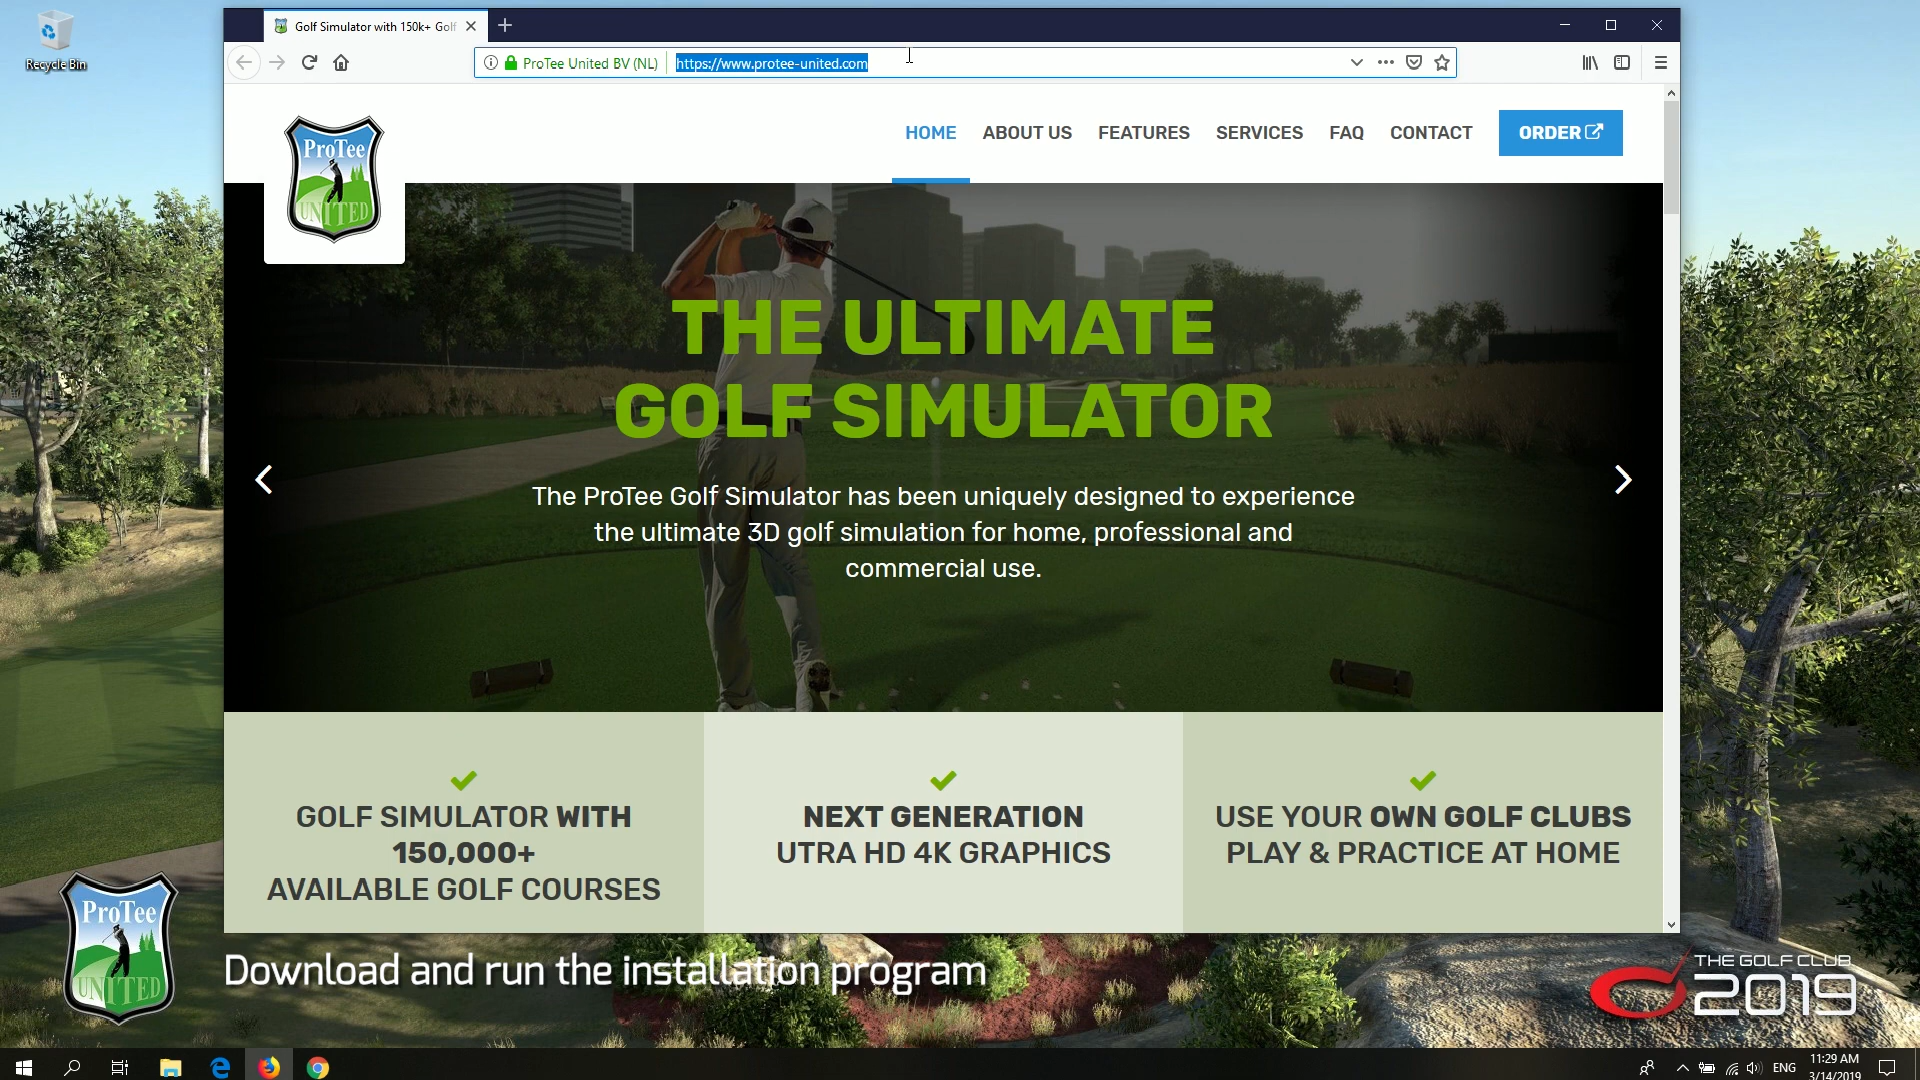 Recycle Bin
Golf Simulator with 150k+ Golf
ProTee United BV (NL)
https://www.protee-united.com
ProTee
UNITED
HOME
ABOUT US
FEATURES
SERVICES
FAQ
CONTACT
ORDER
THE ULTIMATE
GOLF SIMULATOR
The ProTee Golf Simulator has been uniquely designed to experience
the ultimate 3D golf simulation for home, professional and
commercial use.
GOLF SIMULATOR WITH
150,000+
AVAILABLE GOLF COURSES
NEXT GENERATION
UTRA HD 4K GRAPHICS
USE YOUR OWN GOLF CLUBS
PLAY & PRACTICE AT HOME
ProTee
UNITED
Download and run the installation program
THE GOLF CLUB
2019
ENG
11:29 AM
3/14/2019